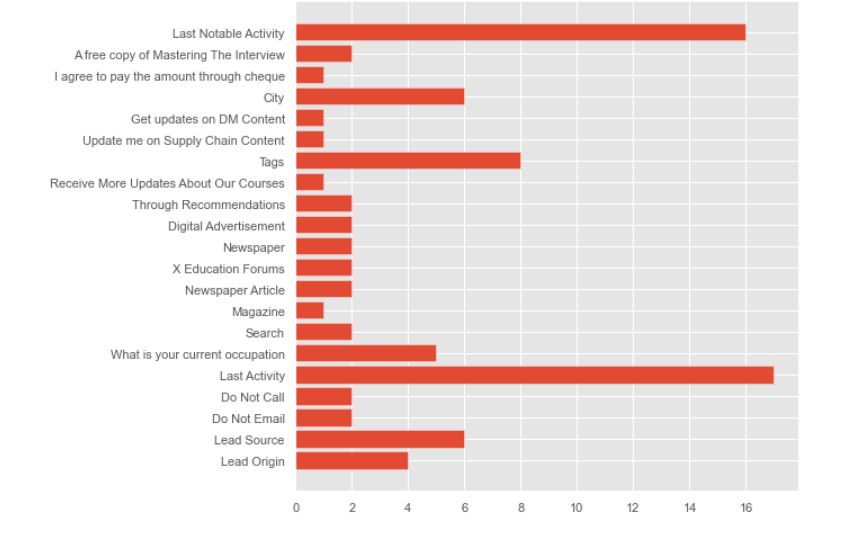 Last Notable Activity
A free copy of Mastering The Interview
I agree to pay the amount through cheque
City
Get updates on DM Content
Update me on Supply Chain Content
Tags
Receive More Updates About Our Courses
Through Recommendations
Digital Advertisement
Newspaper
X Education Forums
Newspaper Article
Magazine
Search
What is your current occupation
Last Activity
Do Not Call
Do Not Email
Lead Source
Lead Origin
0 2 4 6 8 10 12 14 16